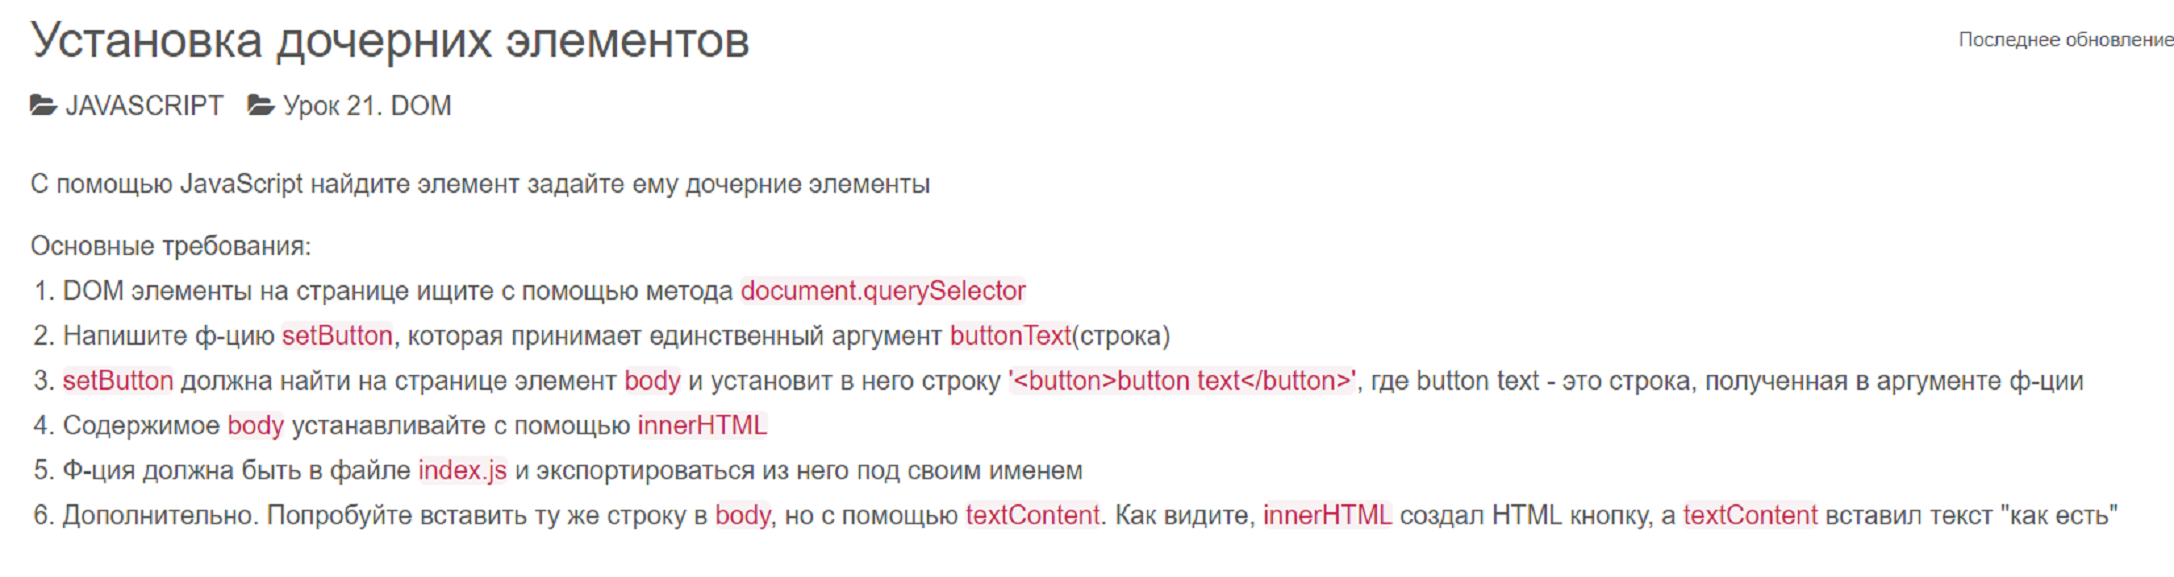 Установка дочерних элементов
Последнее обновление
JAVASCRIPT Урок 21. DOM
С помощью JavaScript найдите элемент задайте ему дочерние элементы
Основные требования:
1. DOM элементы на странице ищите с помощью метода document.querySelector
2. Напишите ф-цию setButton, которая принимает единственный аргумент buttonText(строка)
3. setButton должна найти на странице элемент body и установит в него строку '<button>button text</button>', где button text - это строка, полученная в аргументе ф-ции
4. Содержимое body устанавливайте с помощью innerHTML
5. Ф-ция должна быть в файле index.js и экспортироваться из него под своим именем
6. Дополнительно. Попробуйте вставить ту же строку в body, но с помощью textContent. Как видите, innerHTML создал HTML кнопку, а textContent вставил текст "как есть"